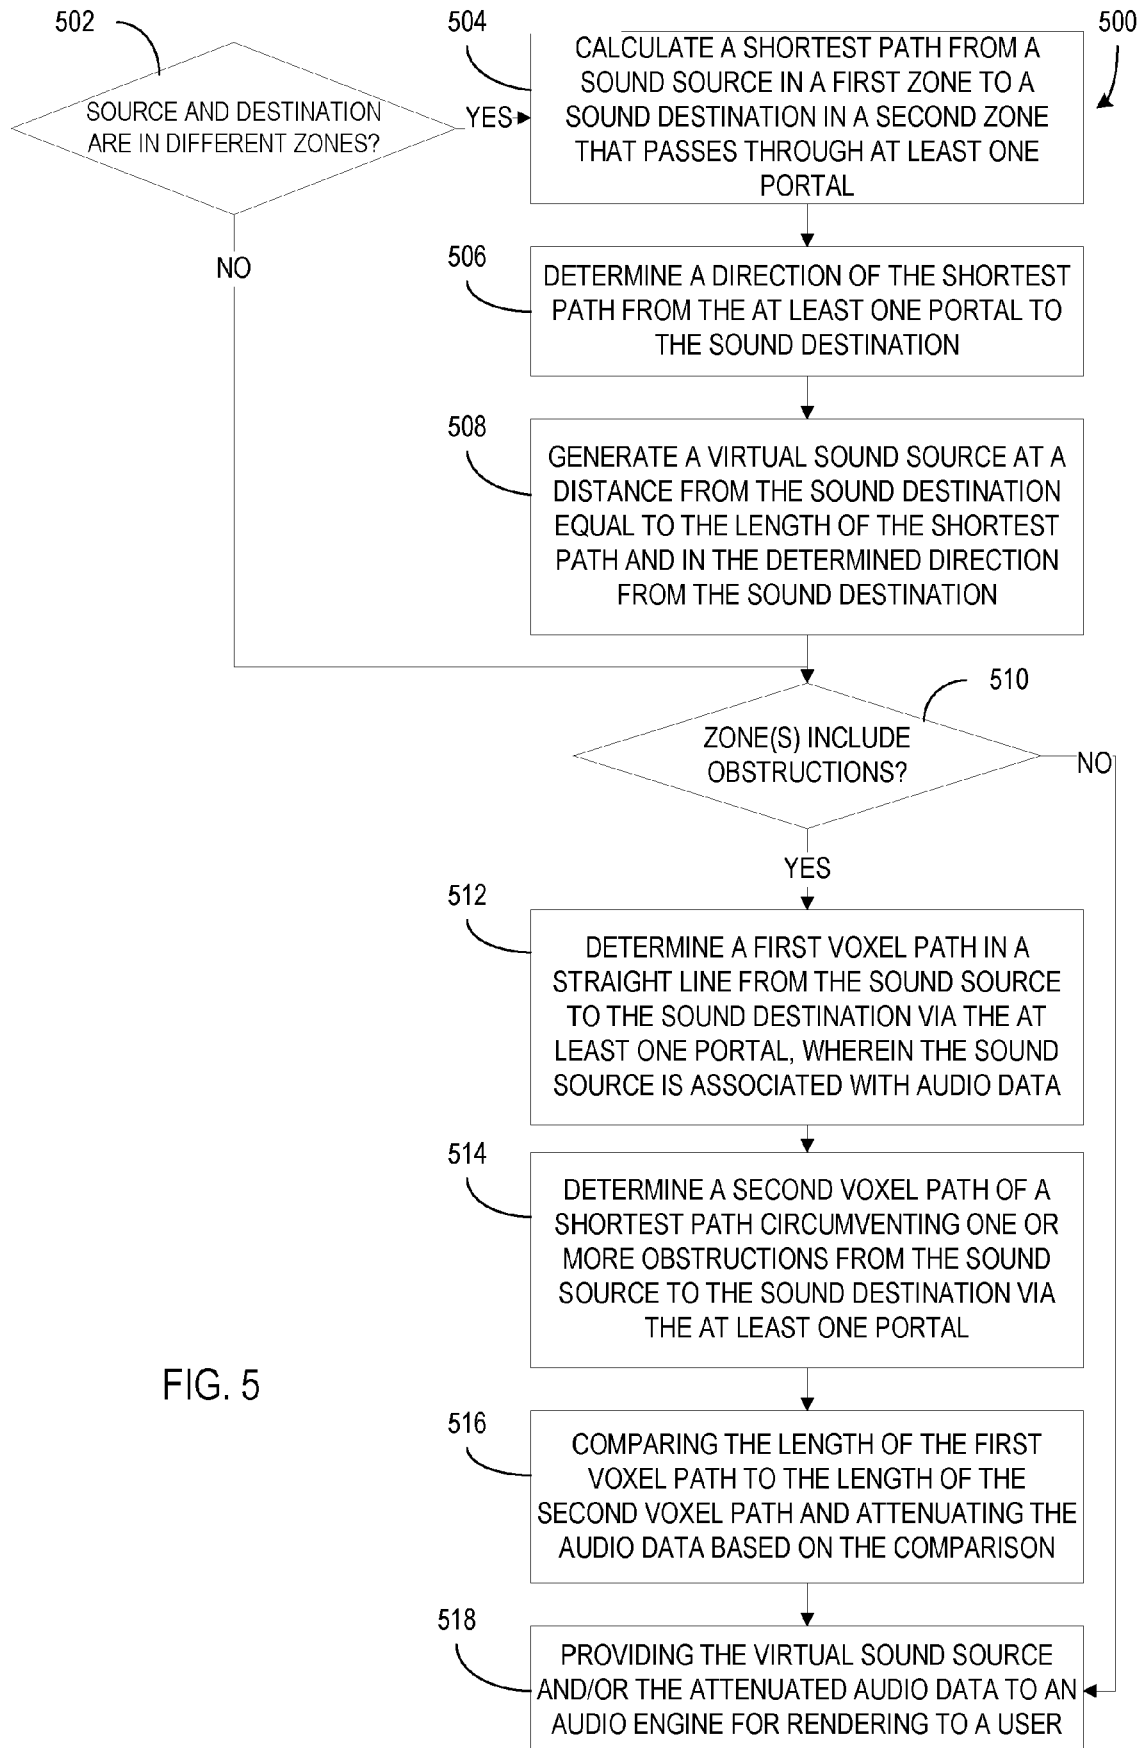 502
SOURCE AND DESTINATION
ARE IN DIFFERENT ZONES?
YES
NO
504
500
CALCULATE A SHORTEST PATH FROM A
SOUND SOURCE IN A FIRST ZONE TO A
SOUND DESTINATION IN A SECOND ZONE
THAT PASSES THROUGH AT LEAST ONE
PORTAL
506
DETERMINE A DIRECTION OF THE SHORTEST
PATH FROM THE AT LEAST ONE PORTAL TO
THE SOUND DESTINATION
508
GENERATE A VIRTUAL SOUND SOURCE AT A
DISTANCE FROM THE SOUND DESTINATION
EQUAL TO THE LENGTH OF THE SHORTEST
PATH AND IN THE DETERMINED DIRECTION
FROM THE SOUND DESTINATION
510
ZONE(S) INCLUDE
OBSTRUCTIONS?
NO
YES
512
DETERMINE A FIRST VOXEL PATH IN A
STRAIGHT LINE FROM THE SOUND SOURCE
TO THE SOUND DESTINATION VIA THE AT
LEAST ONE PORTAL, WHEREIN THE SOUND
SOURCE IS ASSOCIATED WITH AUDIO DATA
514
DETERMINE A SECOND VOXEL PATH OF A
SHORTEST PATH CIRCUMVENTING ONE OR
MORE OBSTRUCTIONS FROM THE SOUND
SOURCE TO THE SOUND DESTINATION VIA
THE AT LEAST ONE PORTAL
FIG. 5
516
COMPARING THE LENGTH OF THE FIRST
VOXEL PATH TO THE LENGTH OF THE
SECOND VOXEL PATH AND ATTENUATING THE
AUDIO DATA BASED ON THE COMPARISON
518
PROVIDING THE VIRTUAL SOUND SOURCE
AND/OR THE ATTENUATED AUDIO DATA TO AN
AUDIO ENGINE FOR RENDERING TO A USER